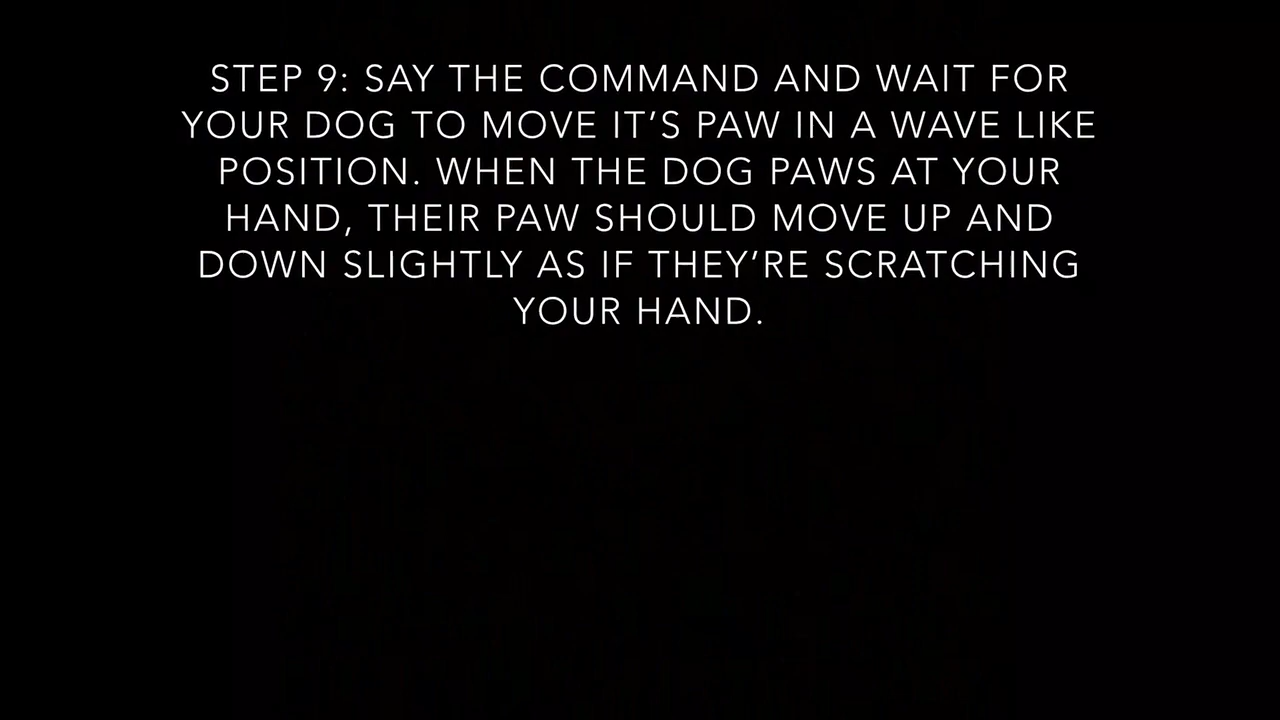 STEP 9: SAY THE COMMAND AND WAIT FOR
YOUR DOG TO MOVE IT’S PAW IN A WAVE LIKE
POSITION. WHEN THE DOG PAWS AT YOUR
HAND, THEIR PAW SHOULD MOVE UP AND
DOWN SLIGHTLY AS IF THEY’RE SCRATCHING
YOUR HAND.